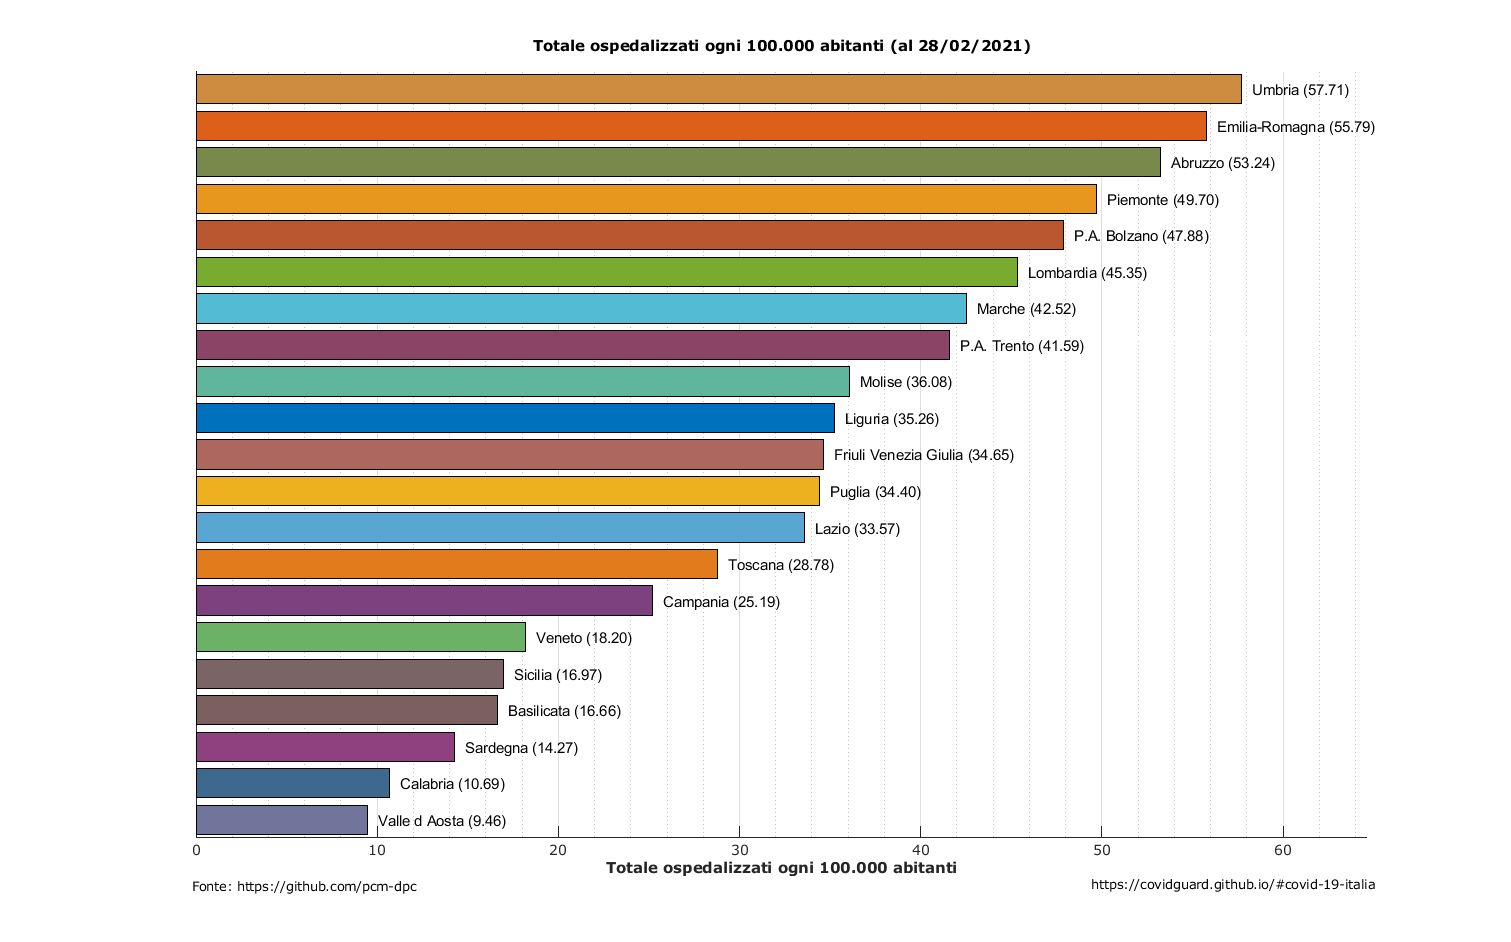 Totale ospedalizzati ogni 100.000 abitanti (al 28/02/2021)
Umbria (57.71)
Emilia-Romagna (55.79)
Abruzzo (53.24)
Piemonte (49.70)
P.A. Bolzano (47.88)
Lombardia (45.35)
Marche (42.52)
P.A. Trento (41.59)
Molise (36.08)
Liguria (35.26)
Friuli Venezia Giulia (34.65)
Puglia (34.40)
Lazio (33.57)
Toscana (28.78)
Campania (25.19)
Veneto (18.20)
Sicilia (16.97)
Basilicata (16.66)
Sardegna (14.27)
Calabria (10.69)
Valle d Aosta (9.46)
0 10 20 30 40 50 60
Totale ospedalizzati ogni 100.000 abitanti
Fonte: https://github.com/pcm-dpc
https://covidguard.github.io/#covid-19-italia